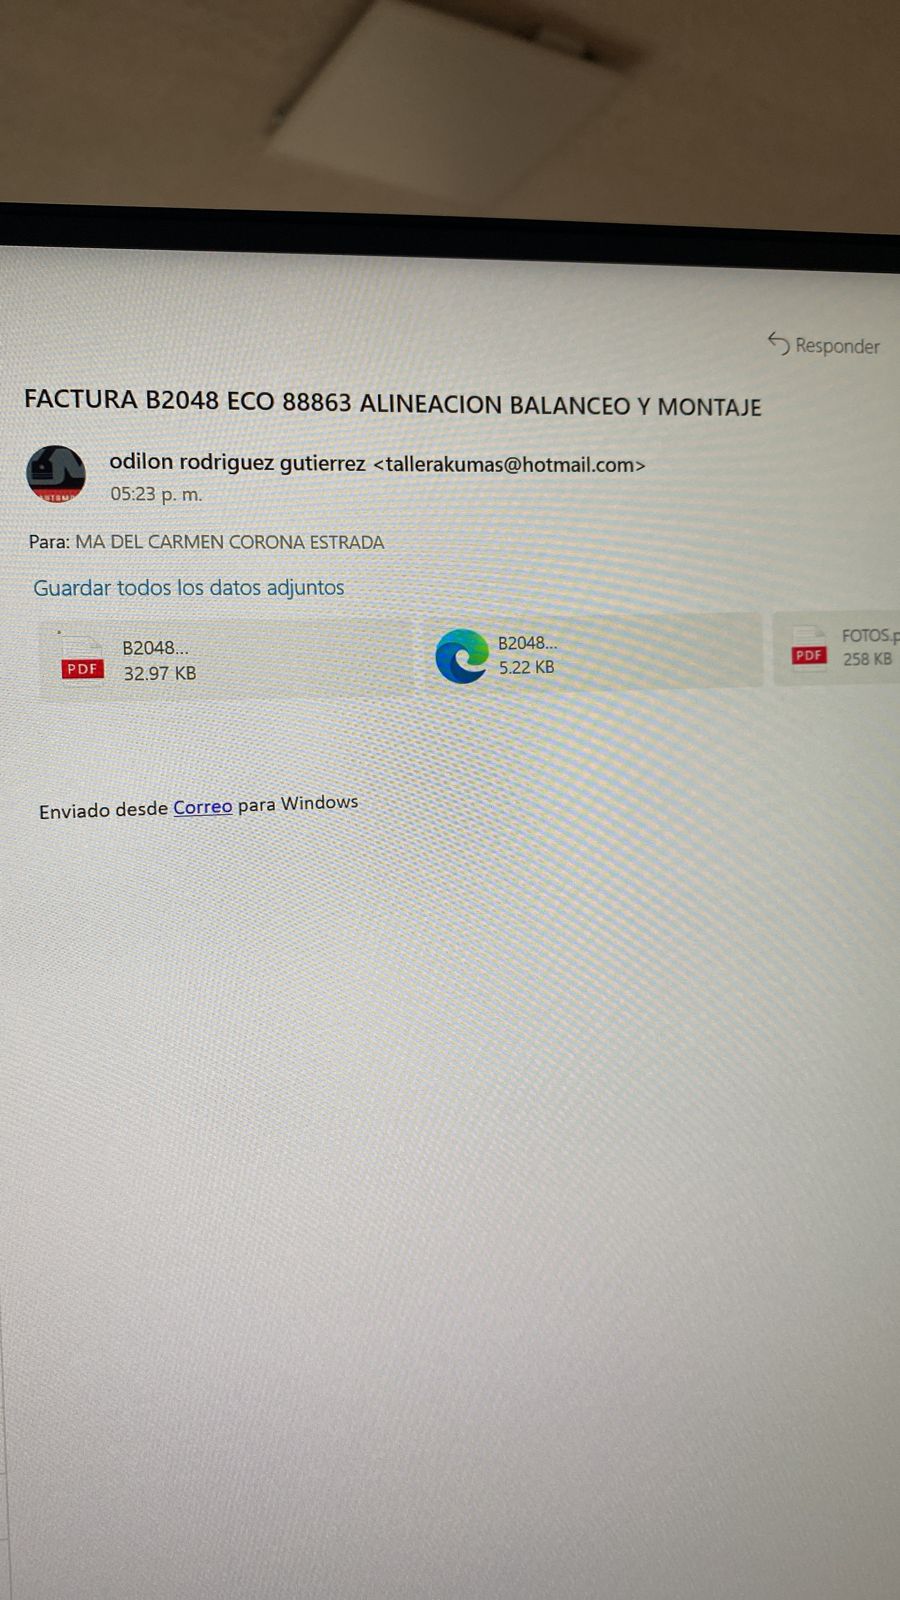 Responder
FACTURA B2048 ECO 88863 ALINEACION BALANCEO Y MONTAJE
odilon rodriguez gutierrez <tallerakumas@hotmail.com>
05:23 p. m.
Para: MA DEL CARMEN CORONA ESTRADA
Guardar todos los datos adjuntos
PDF
B2048...
32.97 KB
B2048...
5.22 KB
PDF
FOTOS.p
258 KB
Enviado desde Correo para Windows